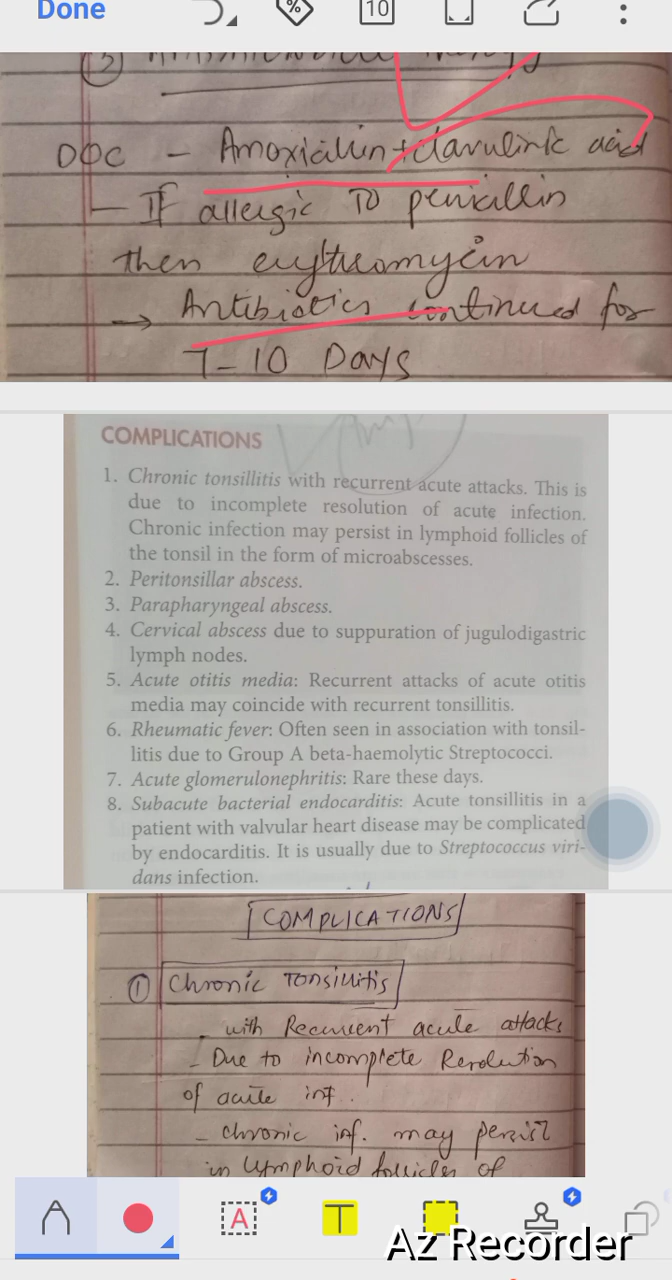 Done
%
10
DOC - Amoxicillin + clavulinic acid
- If allergic to penicillin
then erythromycin
→ Antibiotics continued for
7-10 Days
COMPLICATIONS
1. Chronic tonsillitis with recurrent acute attacks. This is
due to incomplete resolution of acute infection.
Chronic infection may persist in lymphoid follicles of
the tonsil in the form of microabscesses.
2. Peritonsillar abscess.
3. Parapharyngeal abscess.
4. Cervical abscess due to suppuration of jugulodigastric
lymph nodes.
5. Acute otitis media: Recurrent attacks of acute otitis
media may coincide with recurrent tonsillitis.
6. Rheumatic fever: Often seen in association with tonsil-
litis due to Group A beta-haemolytic Streptococci.
7. Acute glomerulonephritis: Rare these days.
8. Subacute bacterial endocarditis: Acute tonsillitis in a
patient with valvular heart disease may be complicated
by endocarditis. It is usually due to Streptococcus viri-
dans infection.
COMPLICATIONS
① Chronic Tonsillitis
- with Recurrent acute attacks
- Due to incomplete Resolution
of acute inf.
- chronic inf. may persist
in lymphoid follicles of
A T
Az Recorder